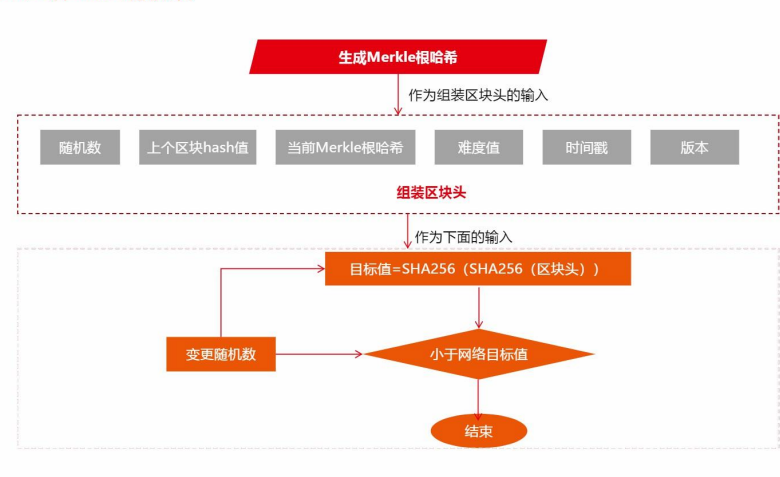 生成Merkle根哈希
作为组装区块头的输入
随机数
上个区块hash值
当前Merkle根哈希
难度值
时间戳
版本
组装区块头
作为下面的输入
目标值=SHA256（SHA256（区块头））
变更随机数
小于网络目标值
结束